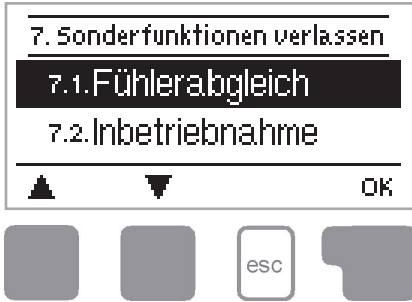 7. Sonderfunktionen verlassen
7.1.Fühlerabgleich
7.2.Inbetriebnahme
▲ ▼ OK
esc